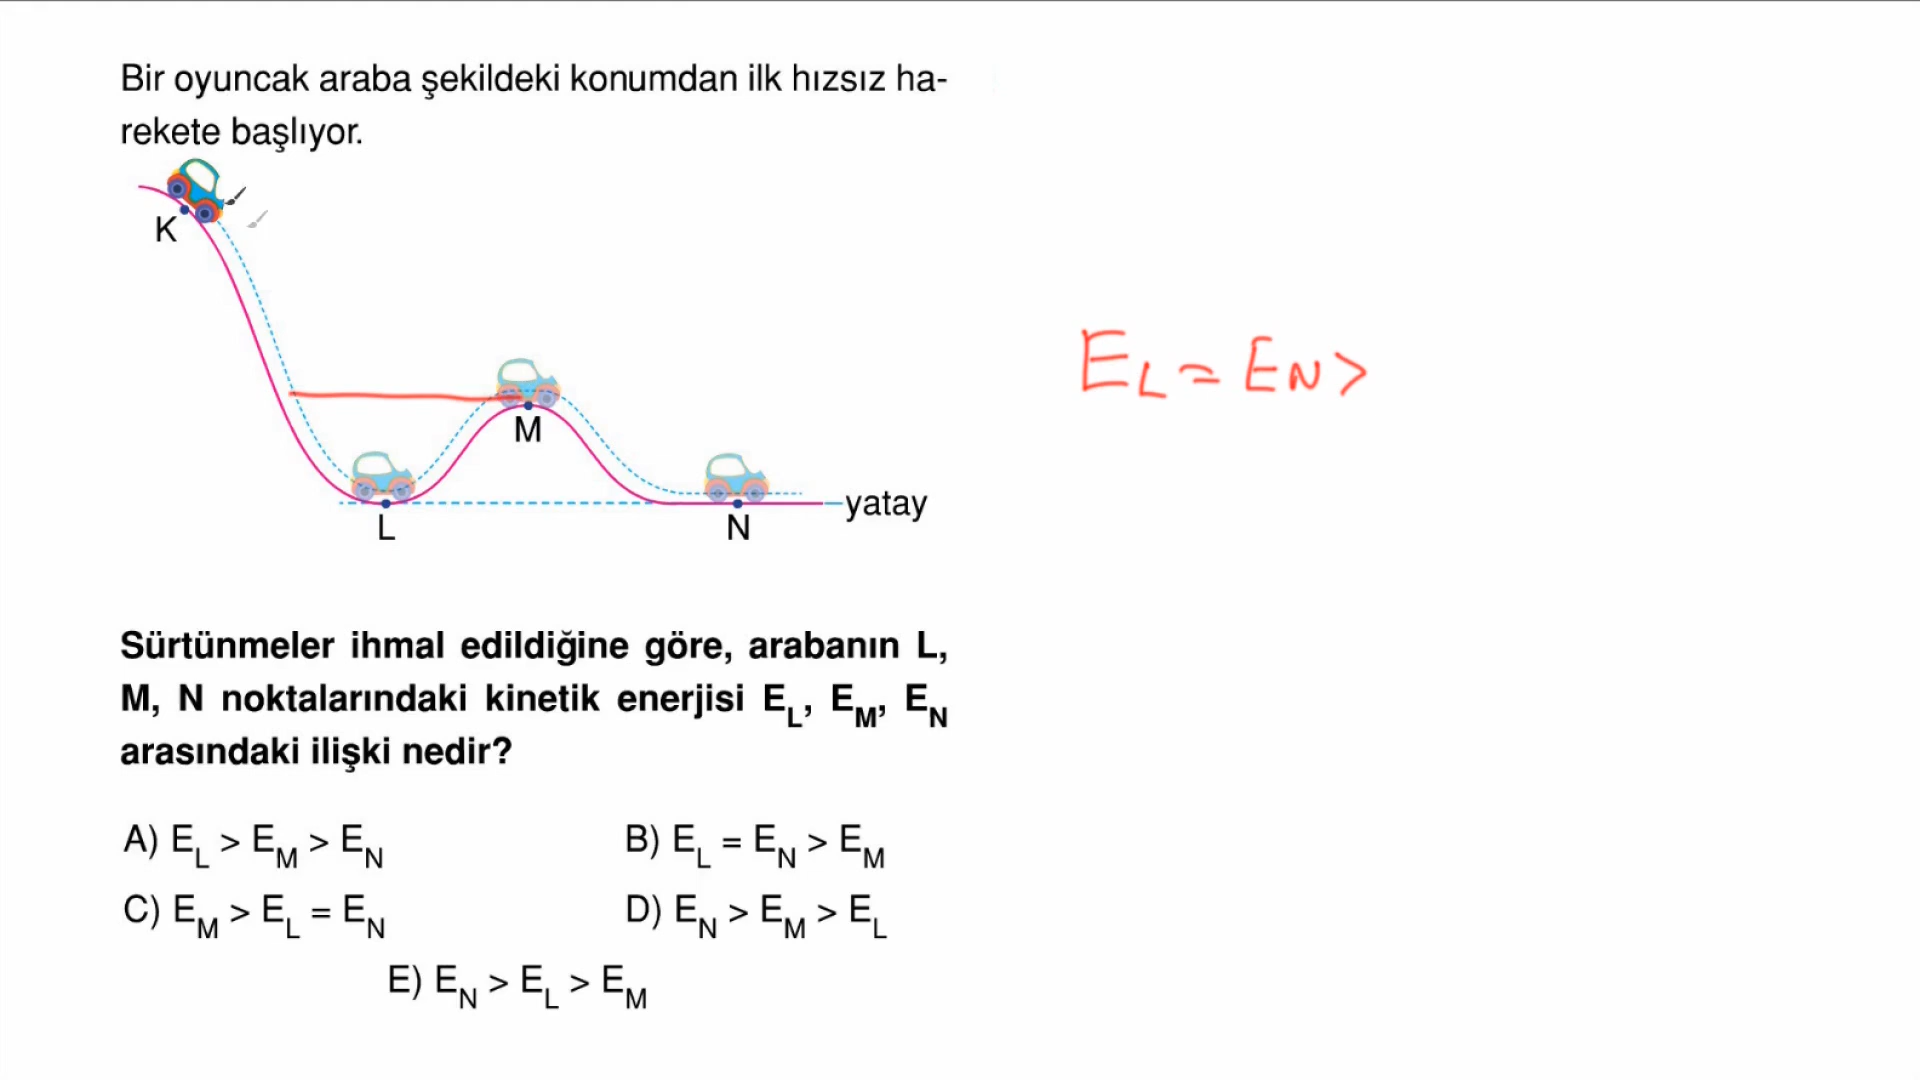 Bir oyuncak araba şekildeki konumdan ilk hızsız ha-
rekete başlıyor.
K
M
L
N
yatay
E_L = E_N >
Sürtünmeler ihmal edildiğine göre, arabanın L,
M, N noktalarındaki kinetik enerjisi E_L, E_M, E_N
arasındaki ilişki nedir?
A) E_L > E_M > E_N
B) E_L = E_N > E_M
C) E_M > E_L = E_N
D) E_N > E_M > E_L
E) E_N > E_L > E_M